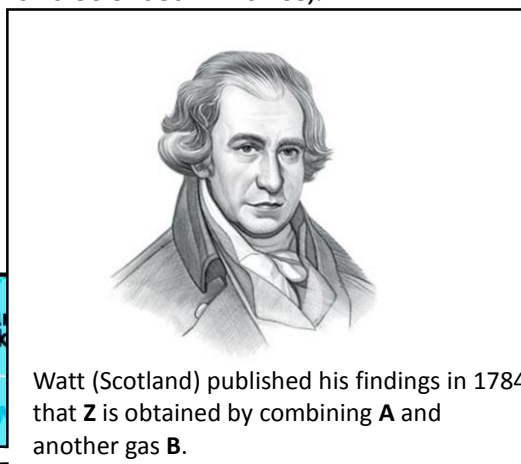 Watt (Scotland) published his findings in 1784
that Z is obtained by combining A and
another gas B.